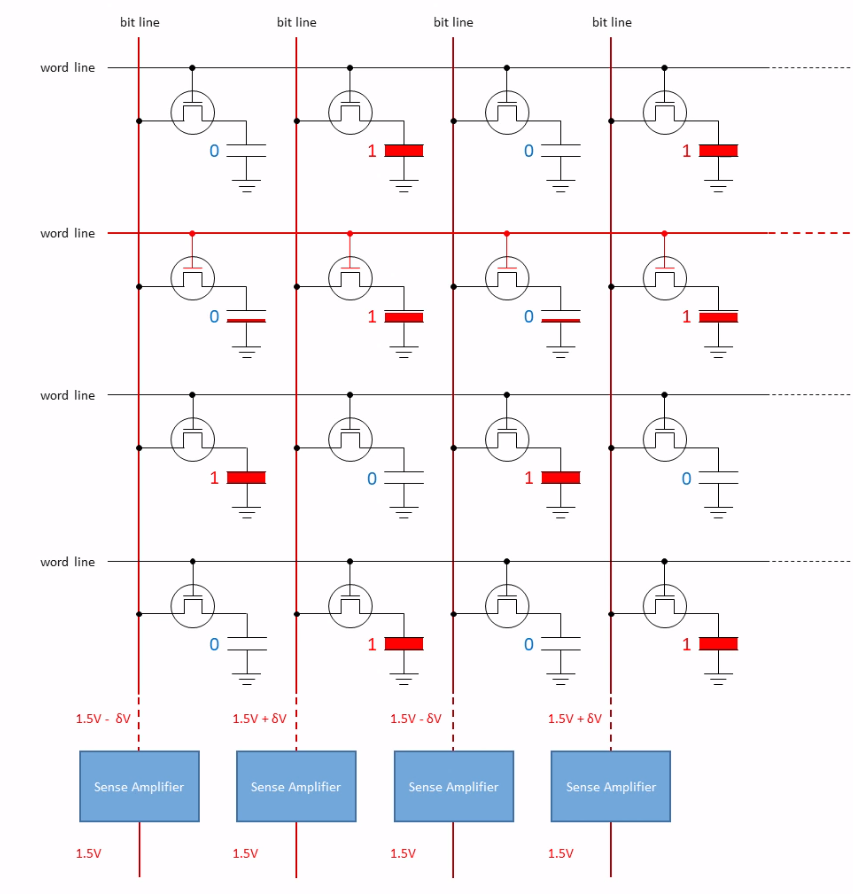 bit line bit line bit line bit line
word line
0 1 0 1
word line
0 1 0 1
word line
1 0 1 0
word line
0 1 0 1
1.5V - δV 1.5V + δV 1.5V - δV 1.5V + δV
Sense Amplifier Sense Amplifier Sense Amplifier Sense Amplifier
1.5V 1.5V 1.5V 1.5V